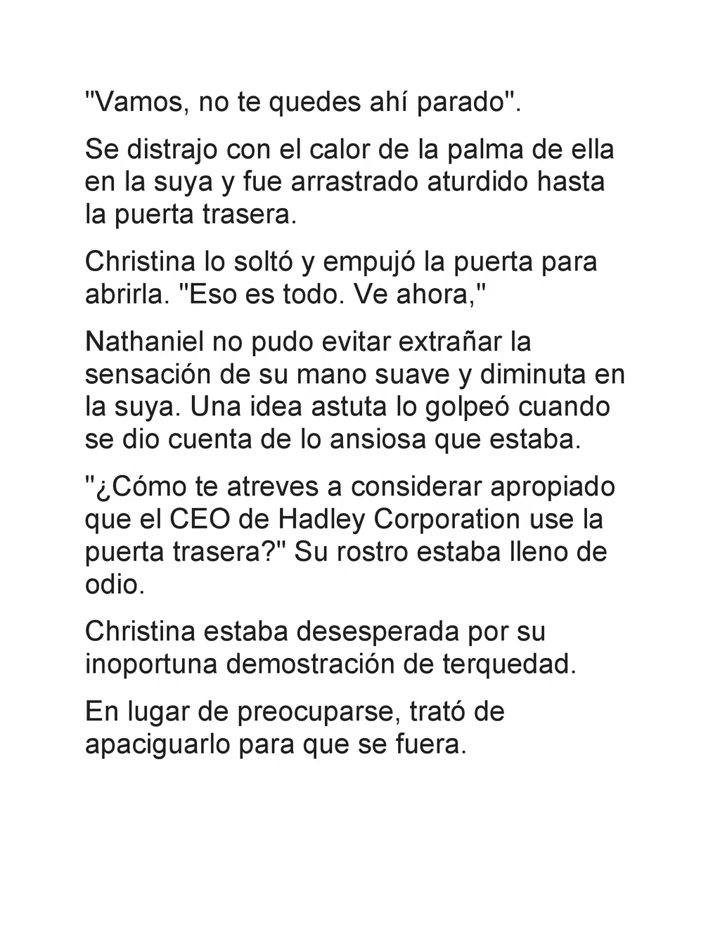 "Vamos, no te quedes ahí parado".
Se distrajo con el calor de la palma de ella
en la suya y fue arrastrado aturdido hasta
la puerta trasera.
Christina lo soltó y empujó la puerta para
abrirla. "Eso es todo. Ve ahora,"
Nathaniel no pudo evitar extrañar la
sensación de su mano suave y diminuta en
la suya. Una idea astuta lo golpeó cuando
se dio cuenta de lo ansiosa que estaba.
"¿Cómo te atreves a considerar apropiado
que el CEO de Hadley Corporation use la
puerta trasera?" Su rostro estaba lleno de
odio.
Christina estaba desesperada por su
inoportuna demostración de terquedad.
En lugar de preocuparse, trató de
apaciguarlo para que se fuera.